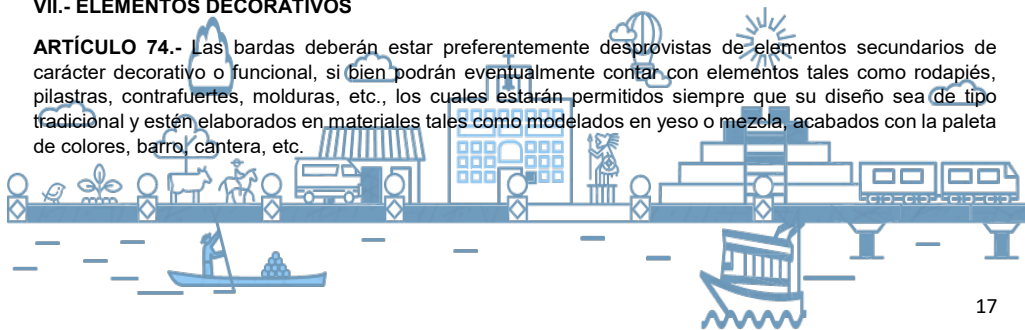 VII.- ELEMENTOS DECORATIVOS
ARTÍCULO 74.- Las bardas deberán estar preferentemente desprovistas de elementos secundarios de
carácter decorativo o funcional, si bien podrán eventualmente contar con elementos tales como rodapiés,
pilastras, contrafuertes, molduras, etc., los cuales estarán permitidos siempre que su diseño sea de tipo
tradicional y estén elaborados en materiales tales como modelados en yeso o mezcla, acabados con la paleta
de colores, barro, cantera, etc.
17